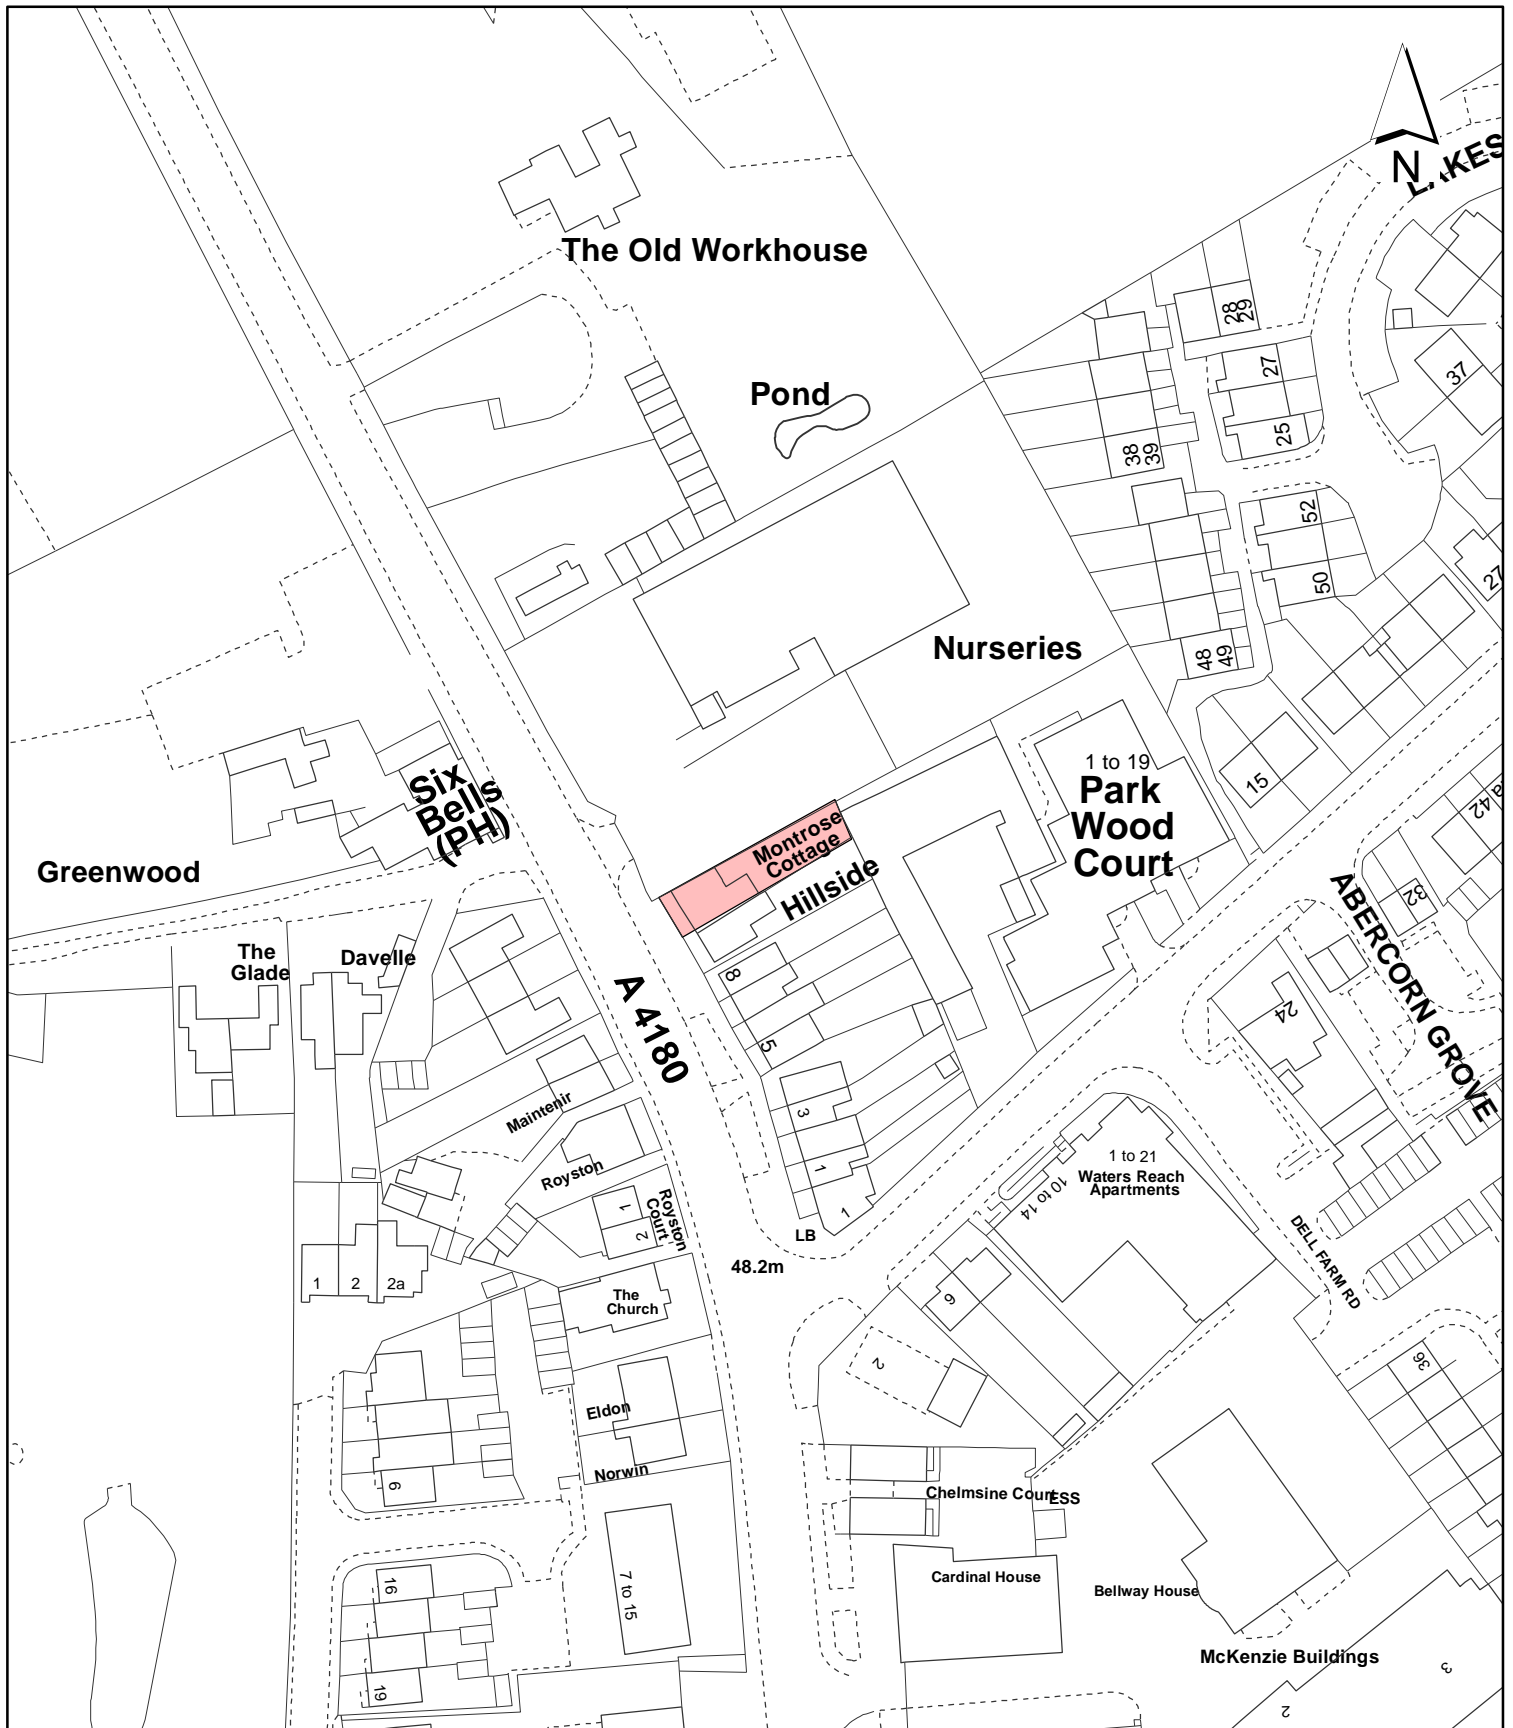 N
The Old Workhouse
28
29
27
37
Pond
25
38
39
52
50
27
Nurseries
48
49
1 to 19
Park
Wood
Court
15
42
Six
Bells
(PH)
Montrose
Cottage
Hillside
Greenwood
32
ABERCORN GROVE
The
Glade
Davelle
8
A 4180
5
24
Maintenir
3
1
1
Royston
Royston
Court
1
2
1 to 21
Waters Reach
Apartments
10 to 14
LB
48.2m
DELL FARM RD
1
2
2a
The
Church
6
2
36
Eldon
Norwin
6
Chelmsine Court
ESS
16
7 to 15
Cardinal House
Bellway House
McKenzie Buildings
19
3
2